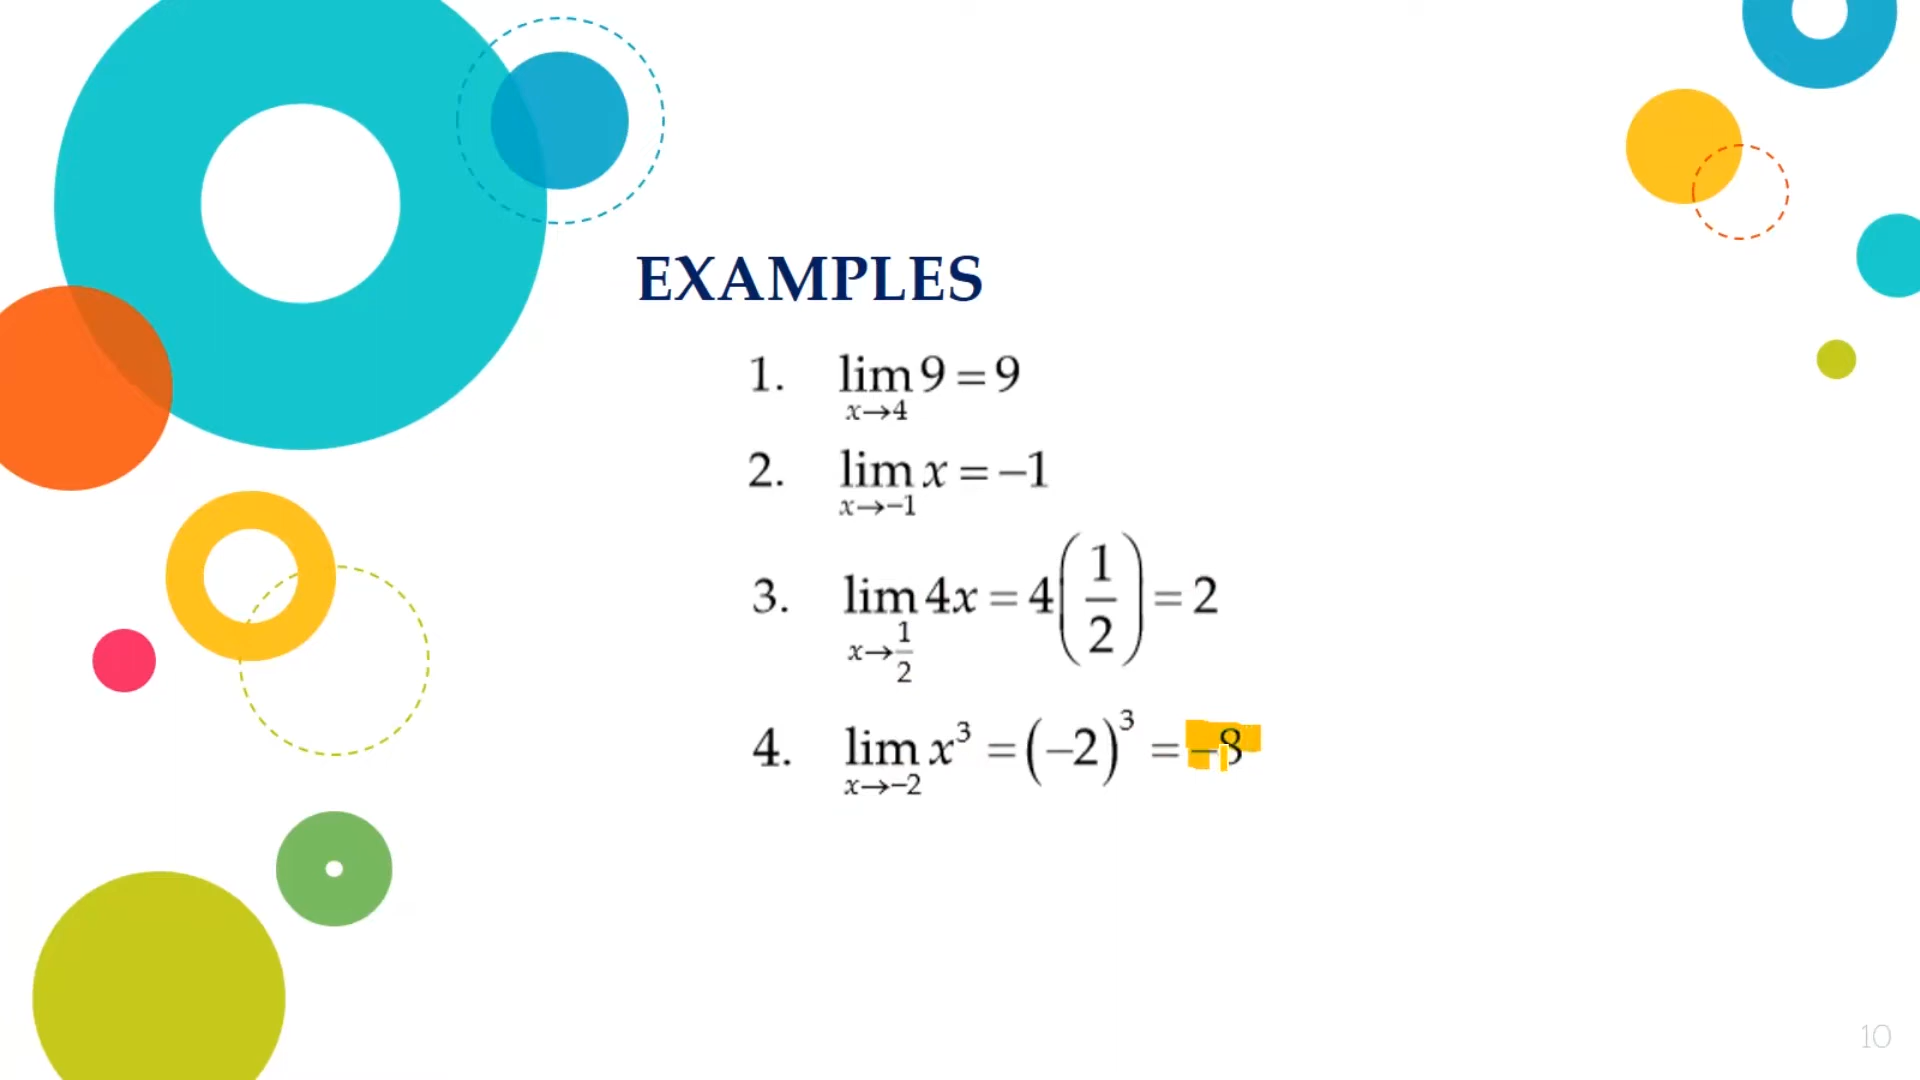 EXAMPLES
1. lim 9 = 9
x→4
2. lim x = −1
x→−1
3. lim 4x = 4(1/2) = 2
x→1/2
4. lim x³ = (−2)³ = −8
x→−2
10